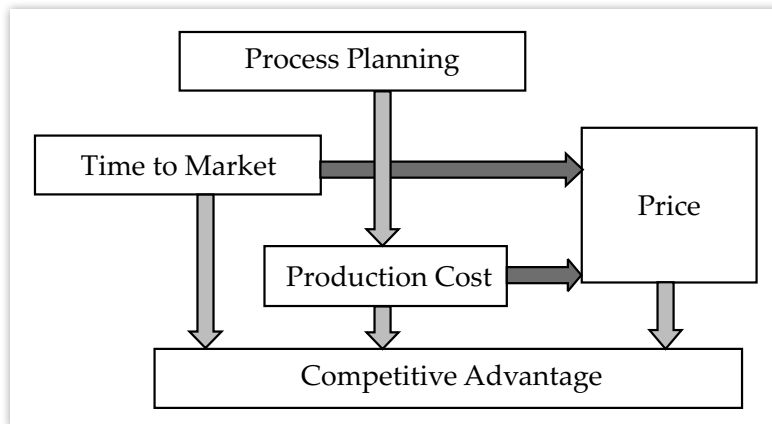 Process Planning
Time to Market
Price
Production Cost
Competitive Advantage